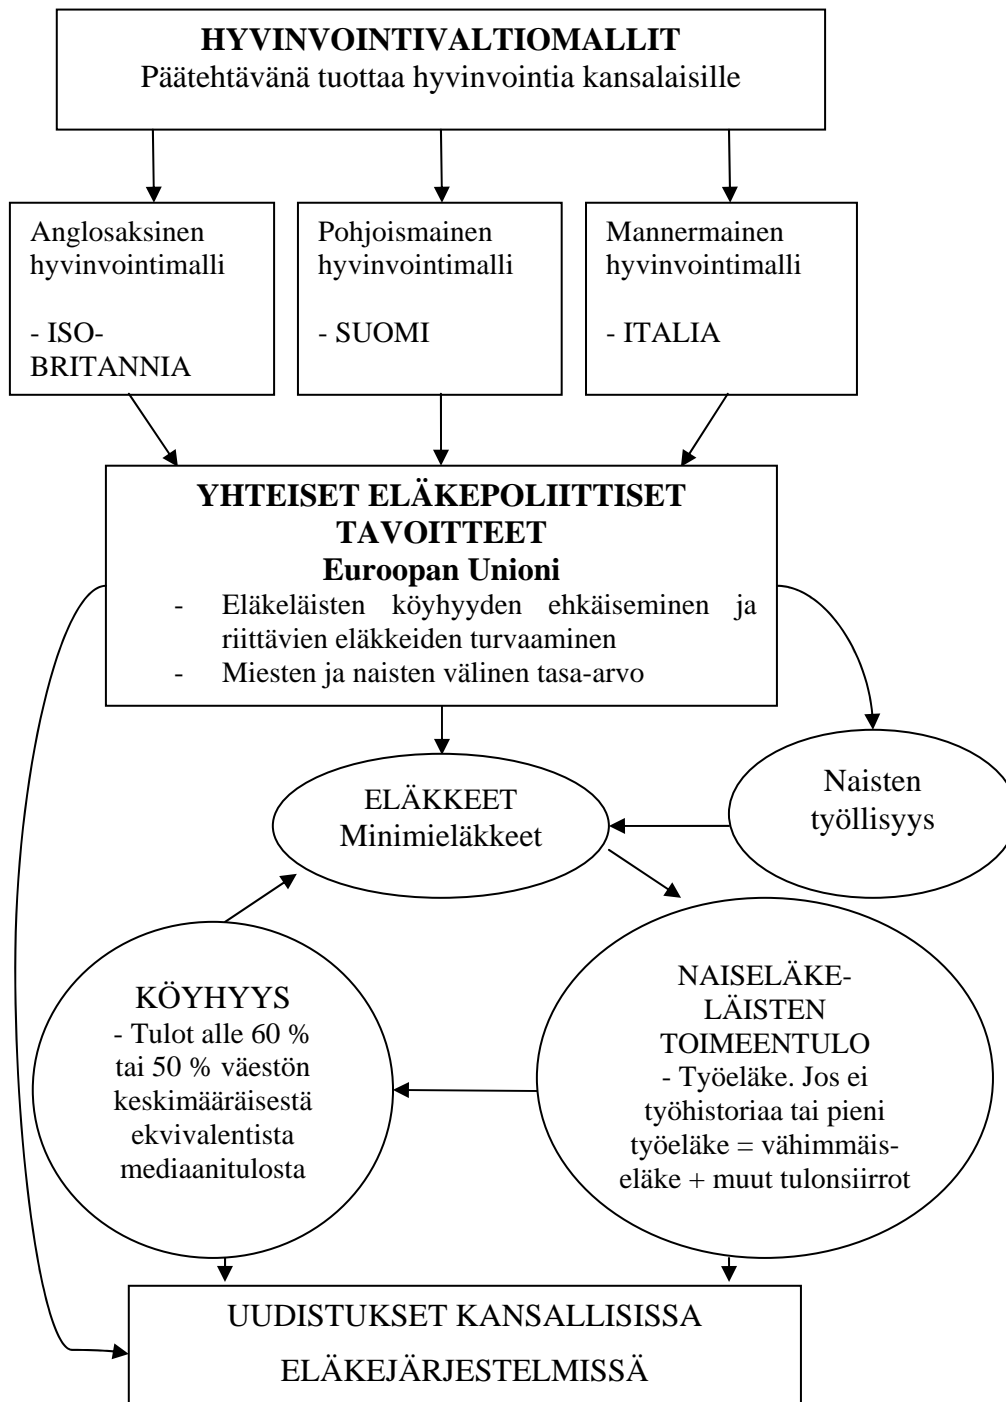 HYVINVOINTIVALTIOMALLIT
Päätehtävänä tuottaa hyvinvointia kansalaisille
Anglosaksinen
hyvinvointimalli
- ISO-
BRITANNIA
Pohjoismainen
hyvinvointimalli
- SUOMI
Mannermainen
hyvinvointimalli
- ITALIA
YHTEISET ELÄKEPOLIITTISET
TAVOITTEET
Euroopan Unioni
- Eläkeläisten köyhyyden ehkäiseminen ja
riittävien eläkkeiden turvaaminen
- Miesten ja naisten välinen tasa-arvo
ELÄKKEET
Minimieläkkeet
Naisten
työllisyys
KÖYHYYS
- Tulot alle 60 %
tai 50 % väestön
keskimääräisestä
ekvivalentista
mediaanitulosta
NAISELÄKE-
LÄISTEN
TOIMEENTULO
- Työeläke. Jos ei
työhistoriaa tai pieni
työeläke = vähimmäis-
eläke + muut tulonsiirrot
UUDISTUKSET KANSALLISISSA
ELÄKEJÄRJESTELMISSÄ